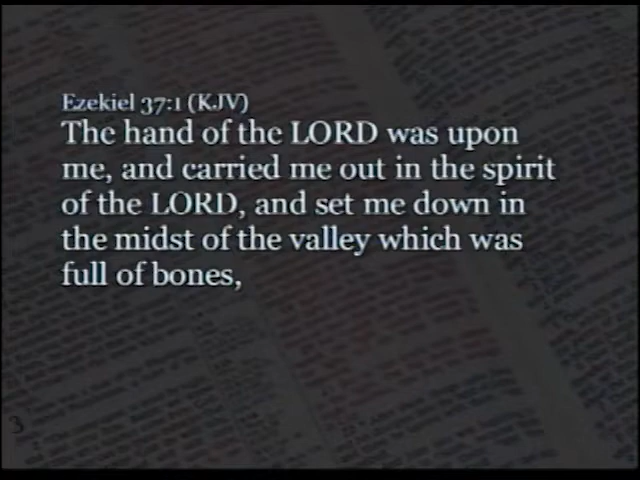 Ezekiel 37:1 (KJV)
The hand of the LORD was upon
me, and carried me out in the spirit
of the LORD, and set me down in
the midst of the valley which was
full of bones,
3